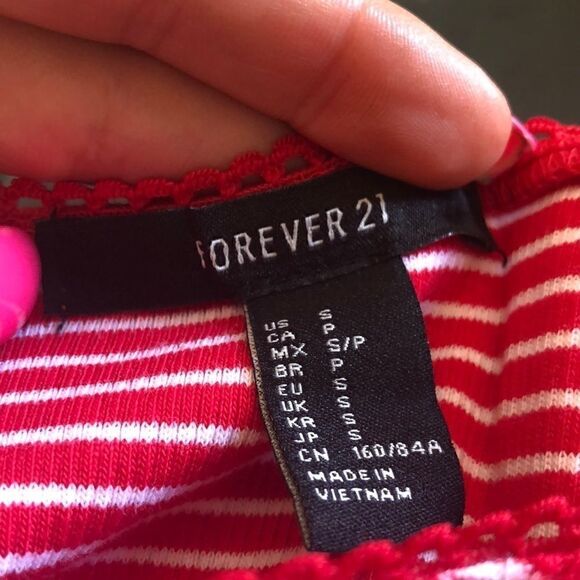 FOREVER 21
US S
CA P
MX S/P
BR P
EU S
UK S
KR S
JP S
CN 160/84A
MADE IN
VIETNAM